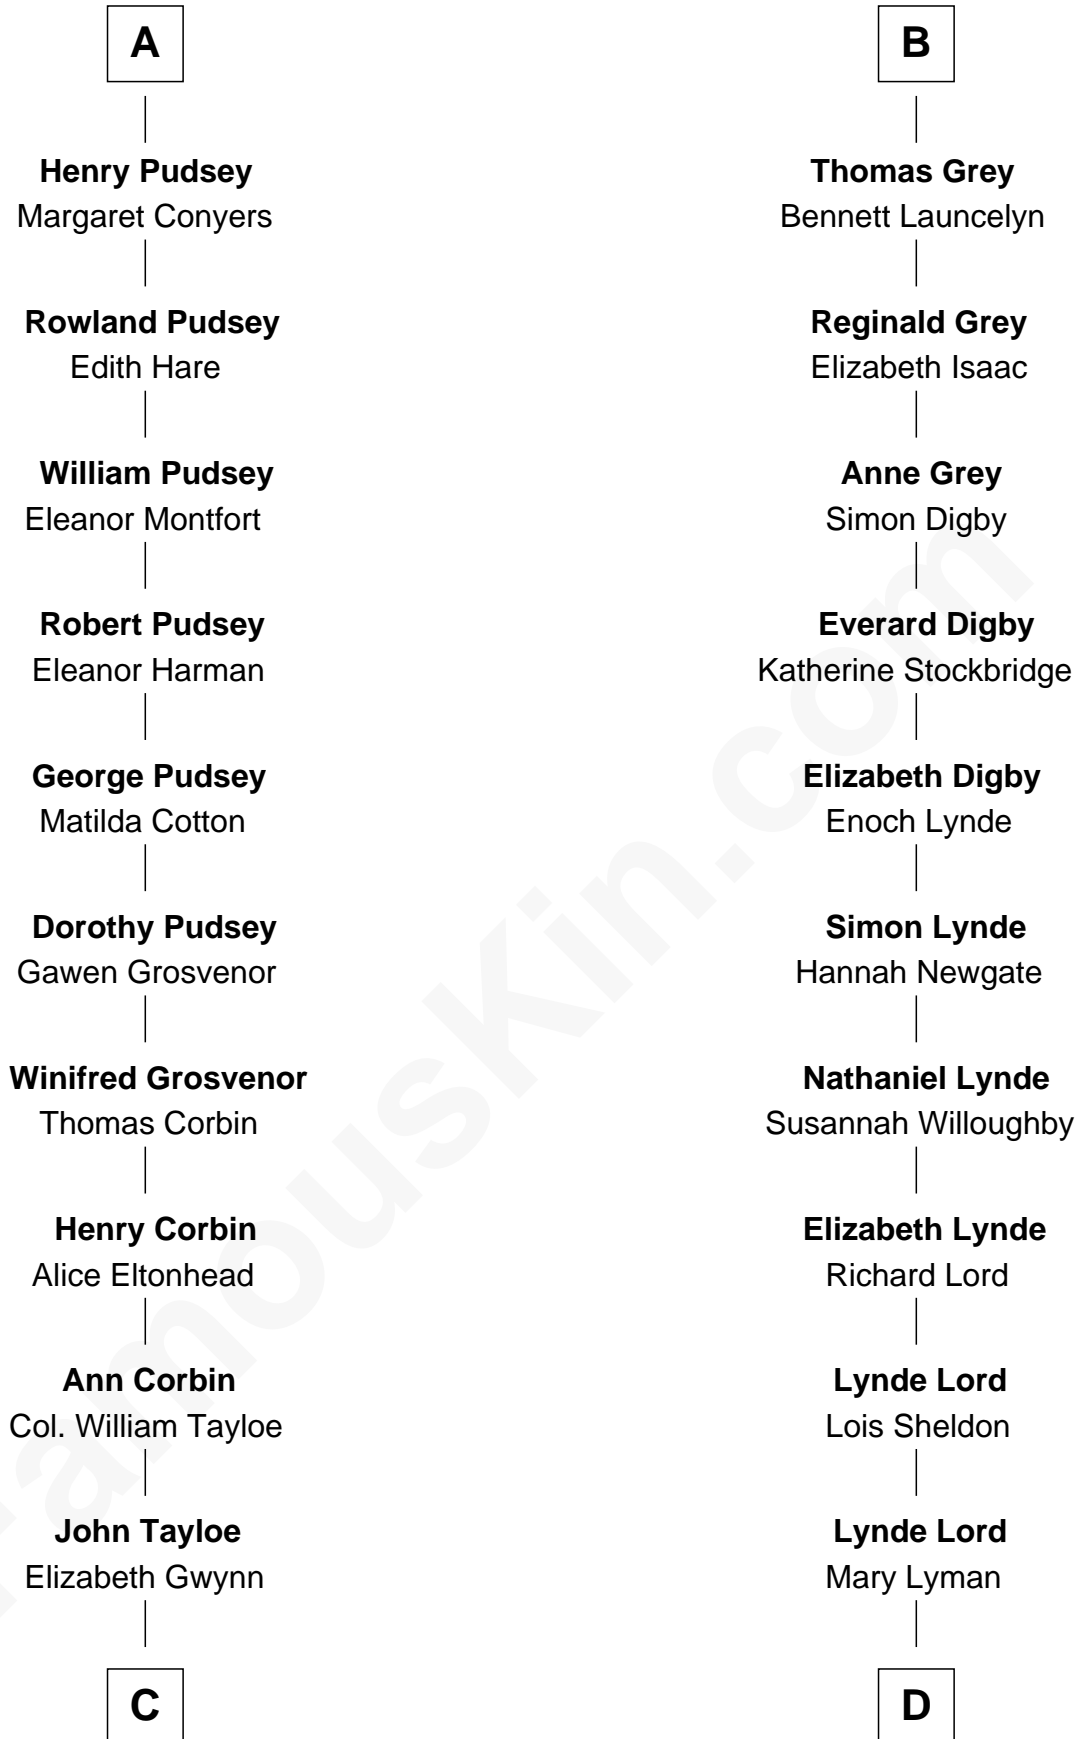 A
Henry Pudsey
Margaret Conyers
Rowland Pudsey
Edith Hare
William Pudsey
Eleanor Montfort
Robert Pudsey
Eleanor Harman
George Pudsey
Matilda Cotton
Dorothy Pudsey
Gawen Grosvenor
Winifred Grosvenor
Thomas Corbin
Henry Corbin
Alice Eltonhead
Ann Corbin
Col. William Tayloe
John Tayloe
Elizabeth Gwynn
C
B
Thomas Grey
Bennett Launcelyn
Reginald Grey
Elizabeth Isaac
Anne Grey
Simon Digby
Everard Digby
Katherine Stockbridge
Elizabeth Digby
Enoch Lynde
Simon Lynde
Hannah Newgate
Nathaniel Lynde
Susannah Willoughby
Elizabeth Lynde
Richard Lord
Lynde Lord
Lois Sheldon
Lynde Lord
Mary Lyman
D
FamousKin.com